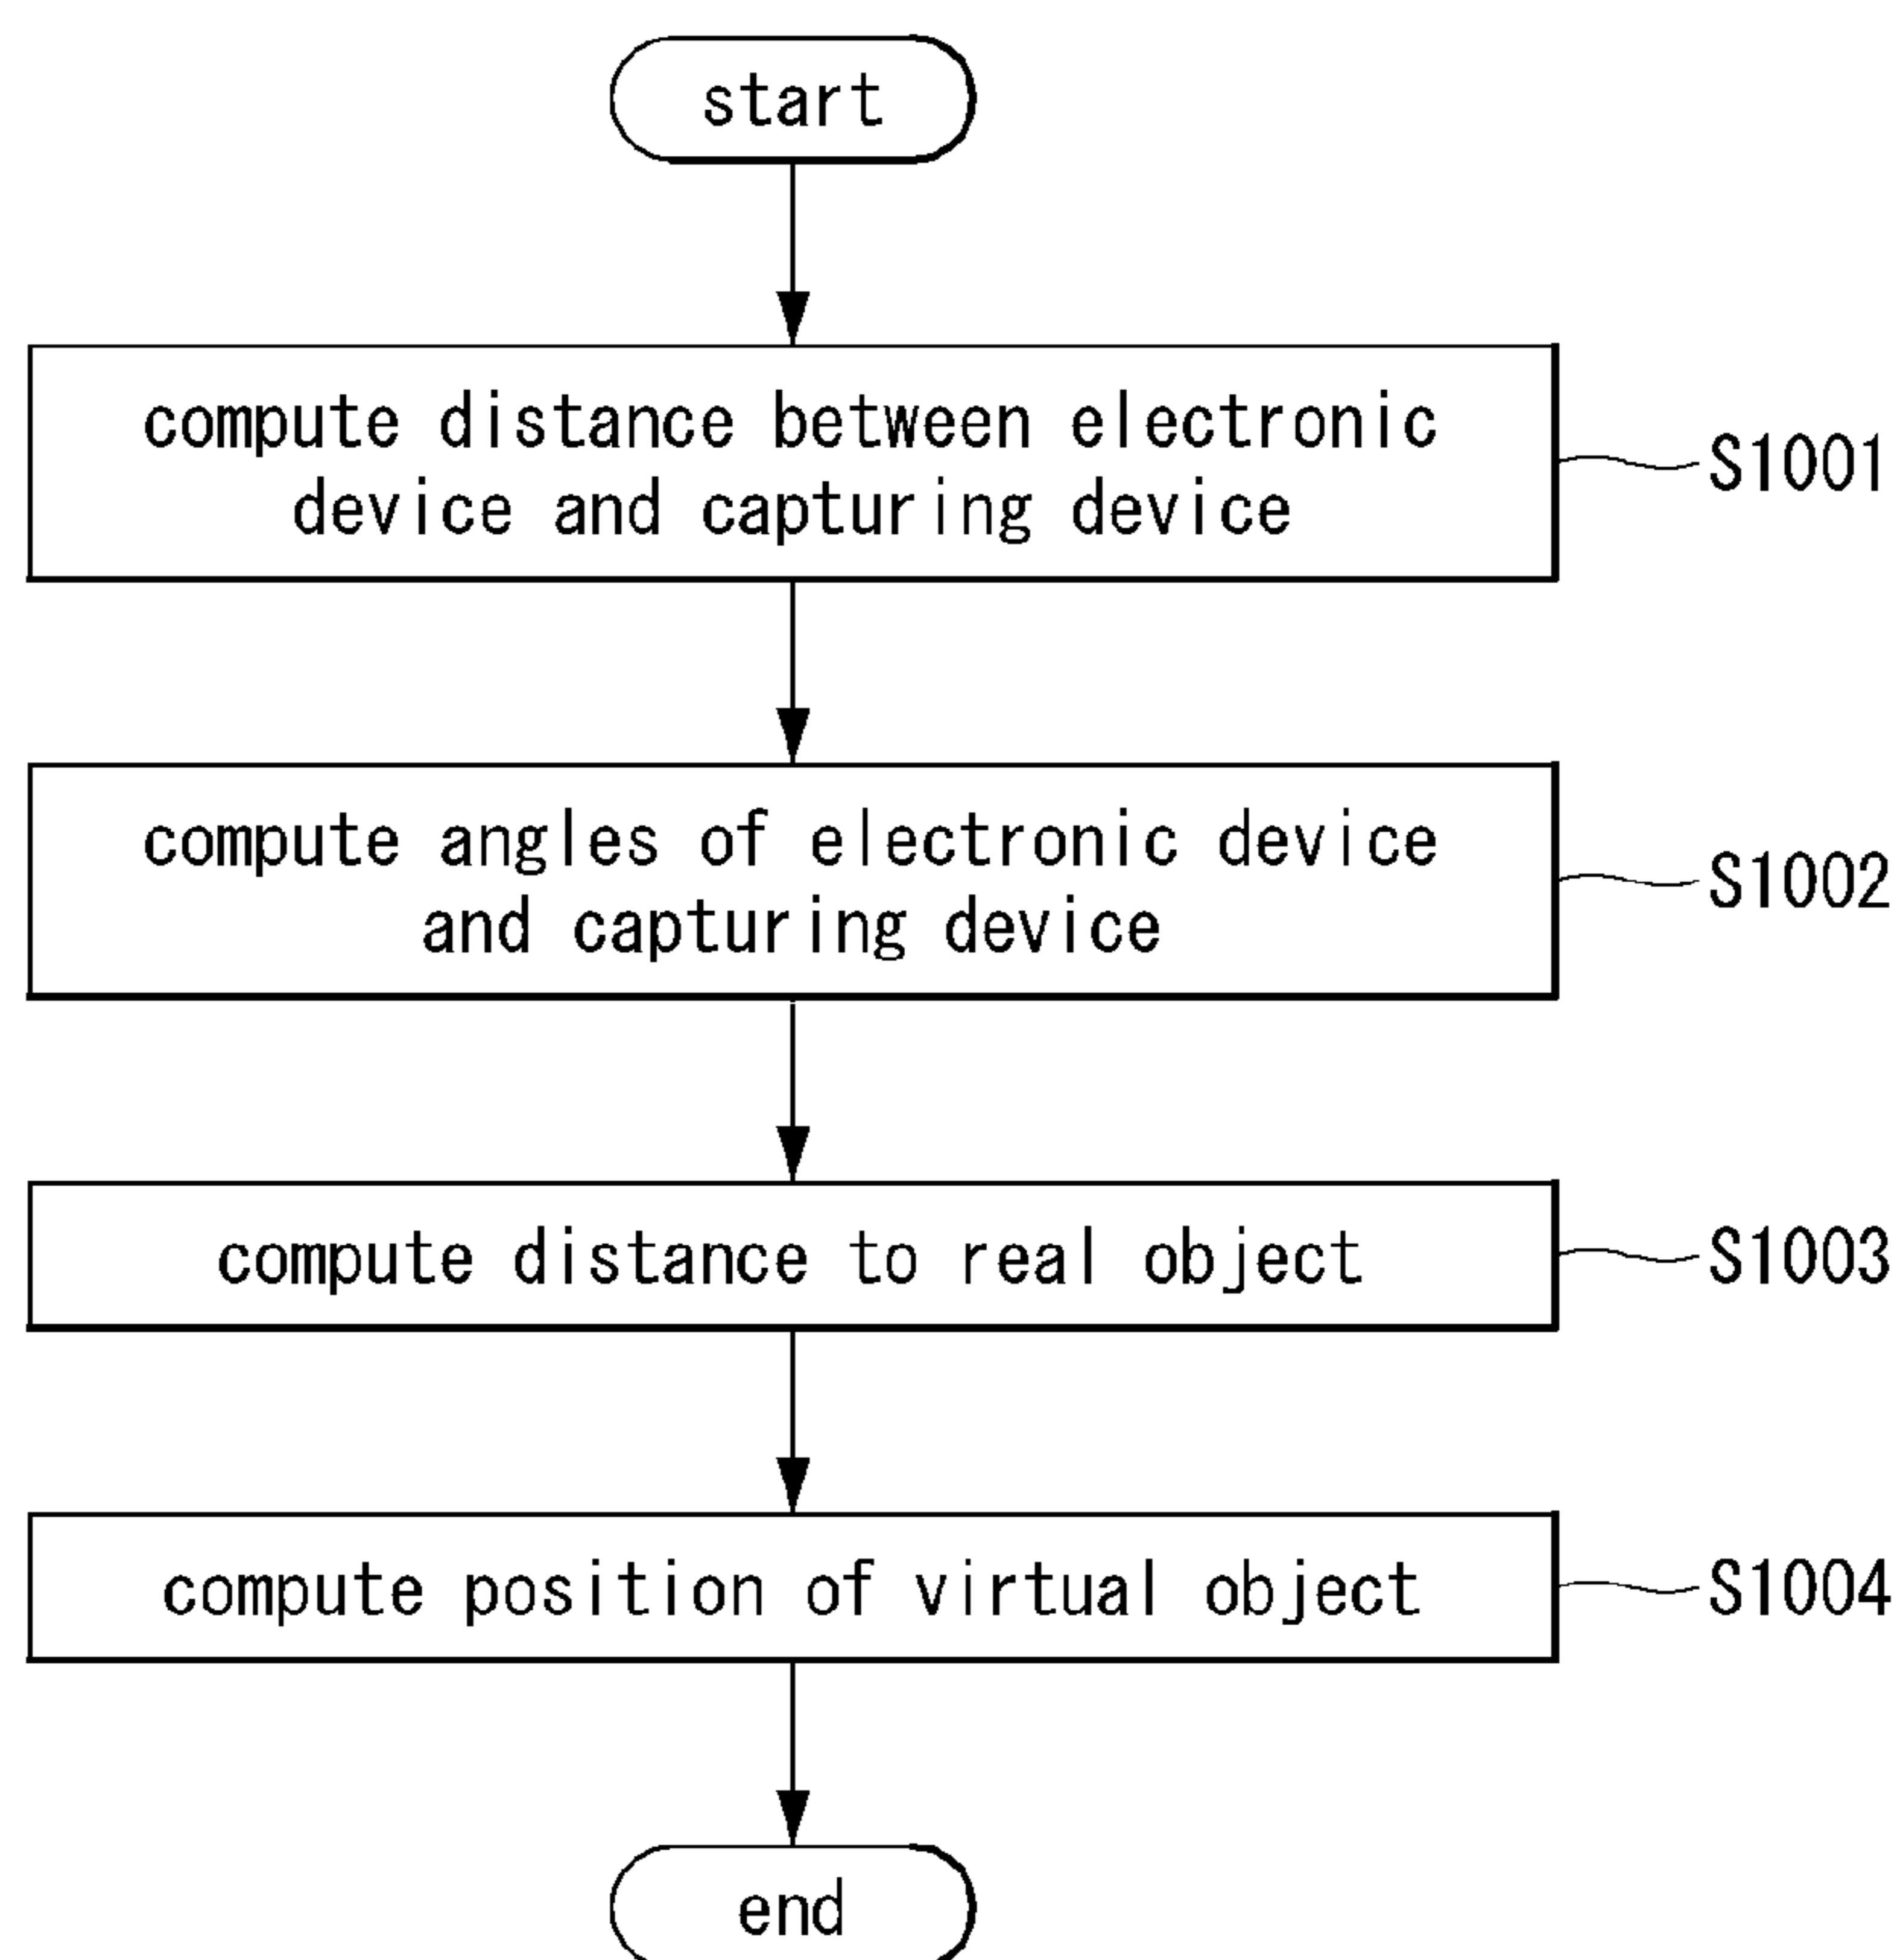 start
compute distance between electronic
device and capturing device
S1001
compute angles of electronic device
and capturing device
S1002
compute distance to real object
S1003
compute position of virtual object
S1004
end